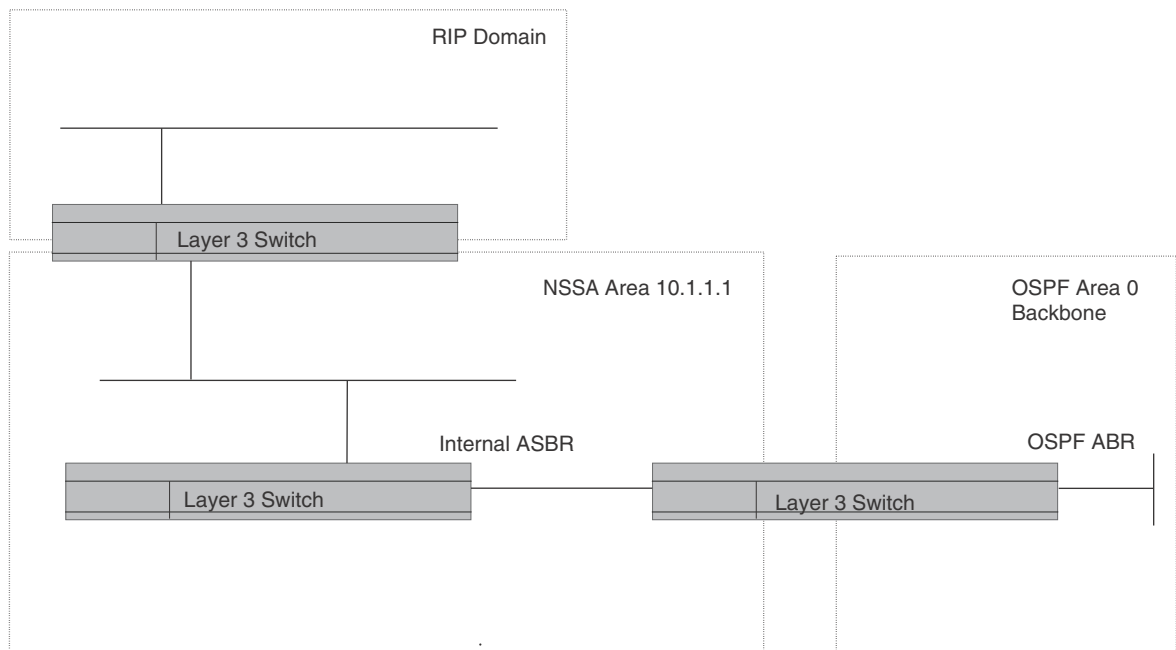 RIP Domain
Layer 3 Switch
NSSA Area 10.1.1.1
OSPF Area 0
Backbone
Internal ASBR
OSPF ABR
Layer 3 Switch
Layer 3 Switch